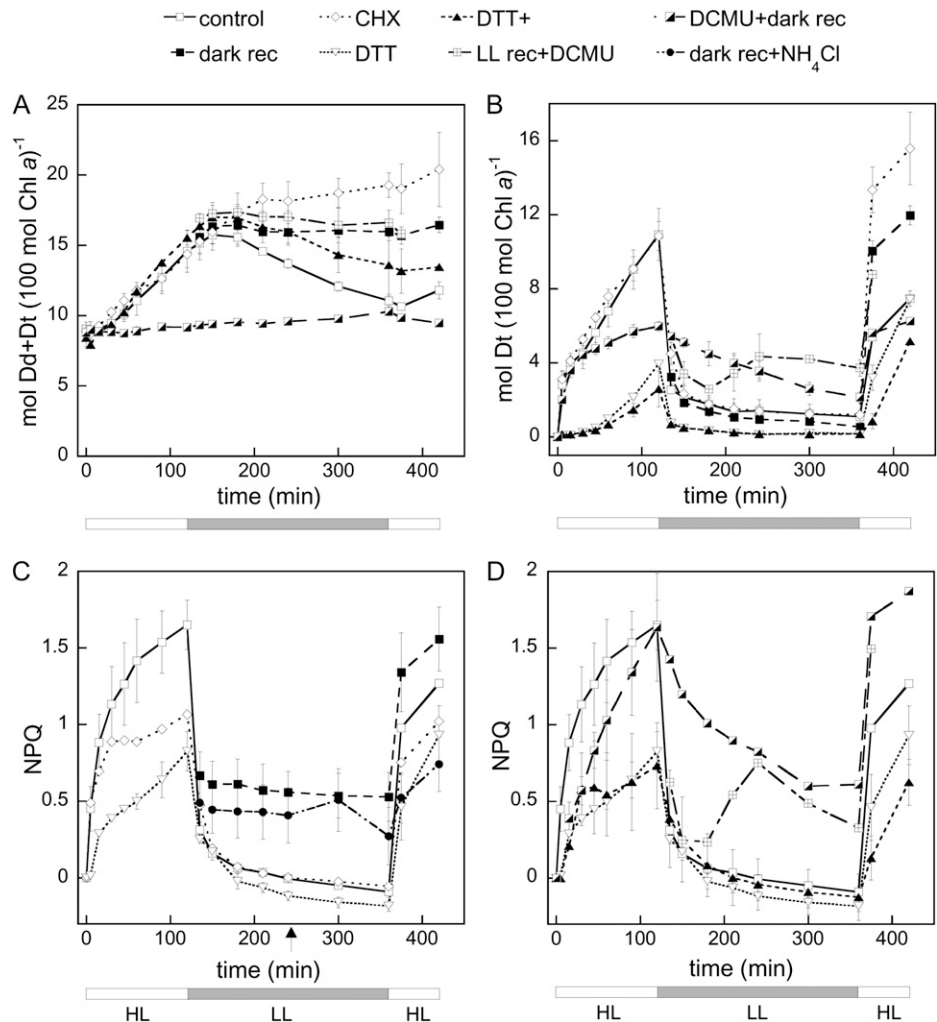 control CHX DTT+ DCMU+dark rec
dark rec DTT LL rec+DCMU dark rec+NH4Cl
A
25
20
15
10
5
0
mol Dd+Dt (100 mol Chl a)-1
0 100 200 300 400
time (min)
B
16
12
8
4
0
mol Dt (100 mol Chl a)-1
0 100 200 300 400
time (min)
C
2
1.5
1
0.5
0
NPQ
0 100 200 300 400
time (min)
HL LL HL
D
2
1.5
1
0.5
0
NPQ
0 100 200 300 400
time (min)
HL LL HL